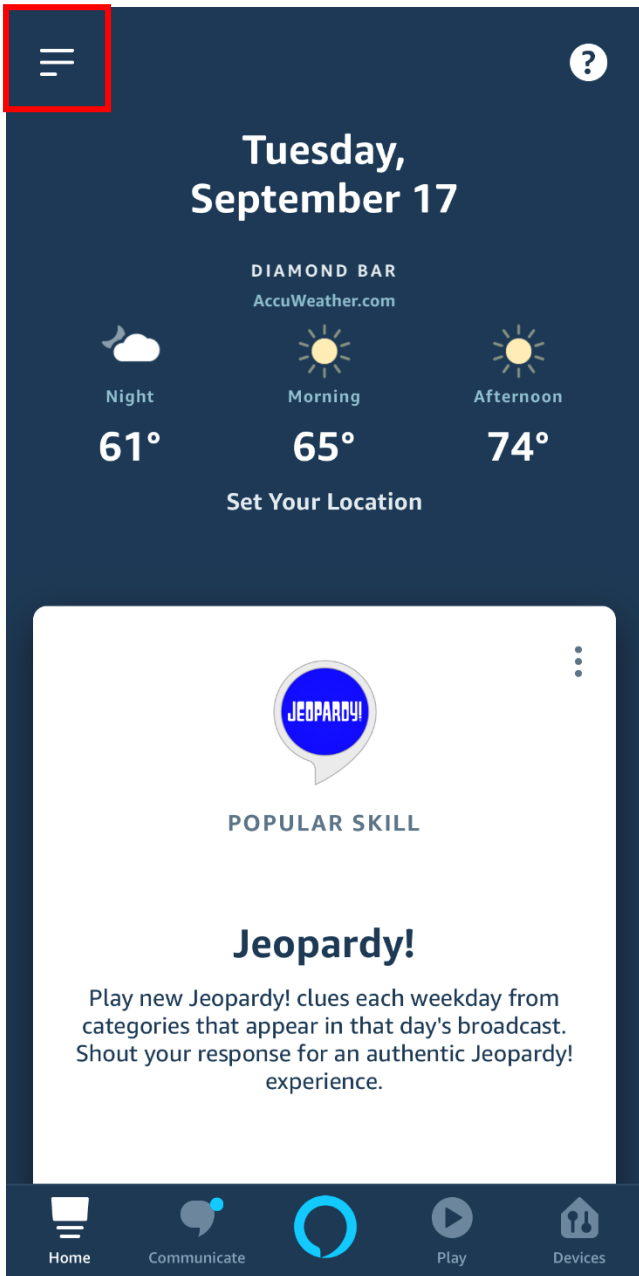 ?
Tuesday,
September 17
DIAMOND BAR
AccuWeather.com
Night Morning Afternoon
61° 65° 74°
Set Your Location
JEOPARDY!
POPULAR SKILL
Jeopardy!
Play new Jeopardy! clues each weekday from
categories that appear in that day's broadcast.
Shout your response for an authentic Jeopardy!
experience.
Home Communicate Play Devices